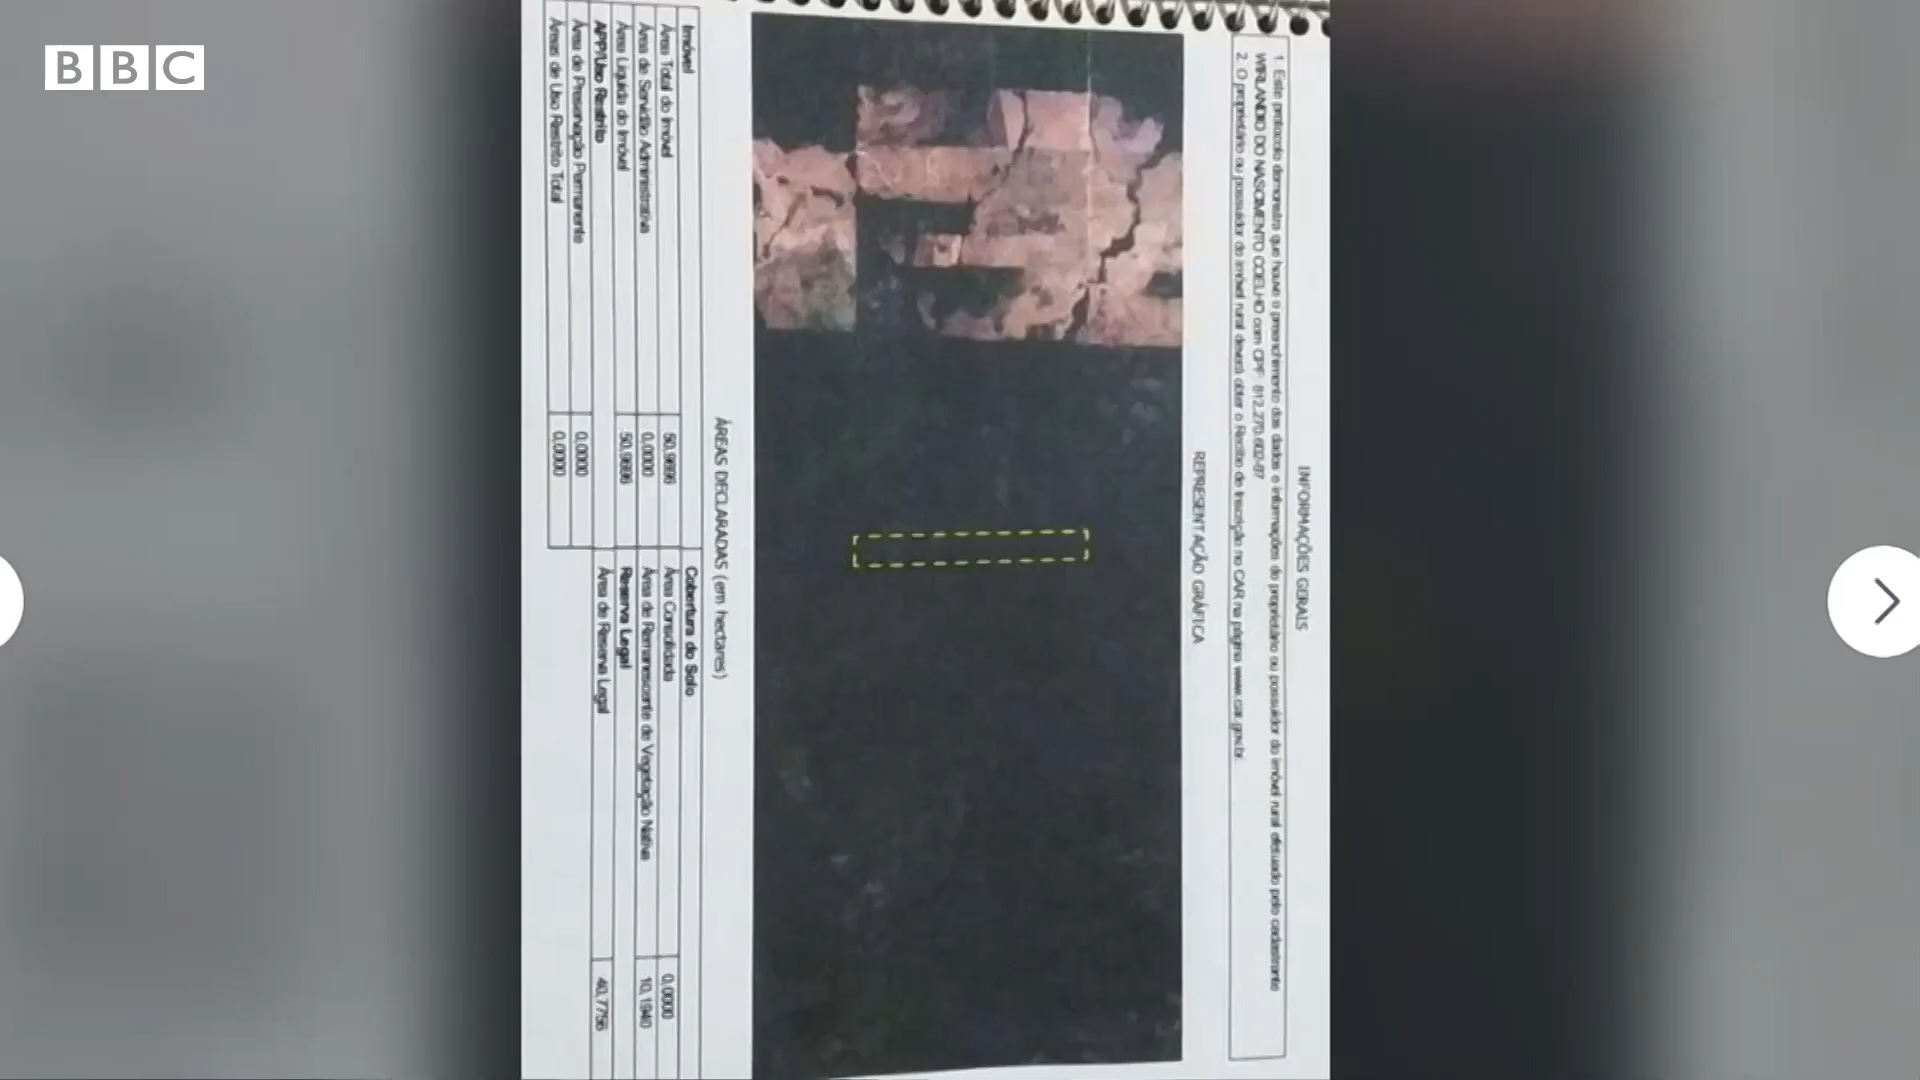 BBC
INFORMAÇÕES GERAIS
1. Este protocolo demonstra que houve o preenchimento dos dados e informações do proprietário ou possuidor do imóvel rural efetuado pelo cadastrante
WIRLANDIO DO NASCIMENTO COELHO com CPF: 812.270.602-97
2. O proprietário ou possuidor do imóvel rural deverá obter o Recibo de Inscrição no CAR na página www.car.gov.br.
REPRESENTAÇÃO GRÁFICA
ÁREAS DECLARADAS (em hectares)
Imóvel
Área Total do Imóvel 50,9696
Área de Servidão Administrativa 0,0000
Área Líquida do Imóvel 50,9696
APP/Uso Restrito
Área de Preservação Permanente 0,0000
Áreas de Uso Restrito Total 0,0000
Cobertura do Solo
Área Consolidada 0,0000
Área de Remanescente de Vegetação Nativa 10,1940
Reserva Legal
Área de Reserva Legal 40,7756